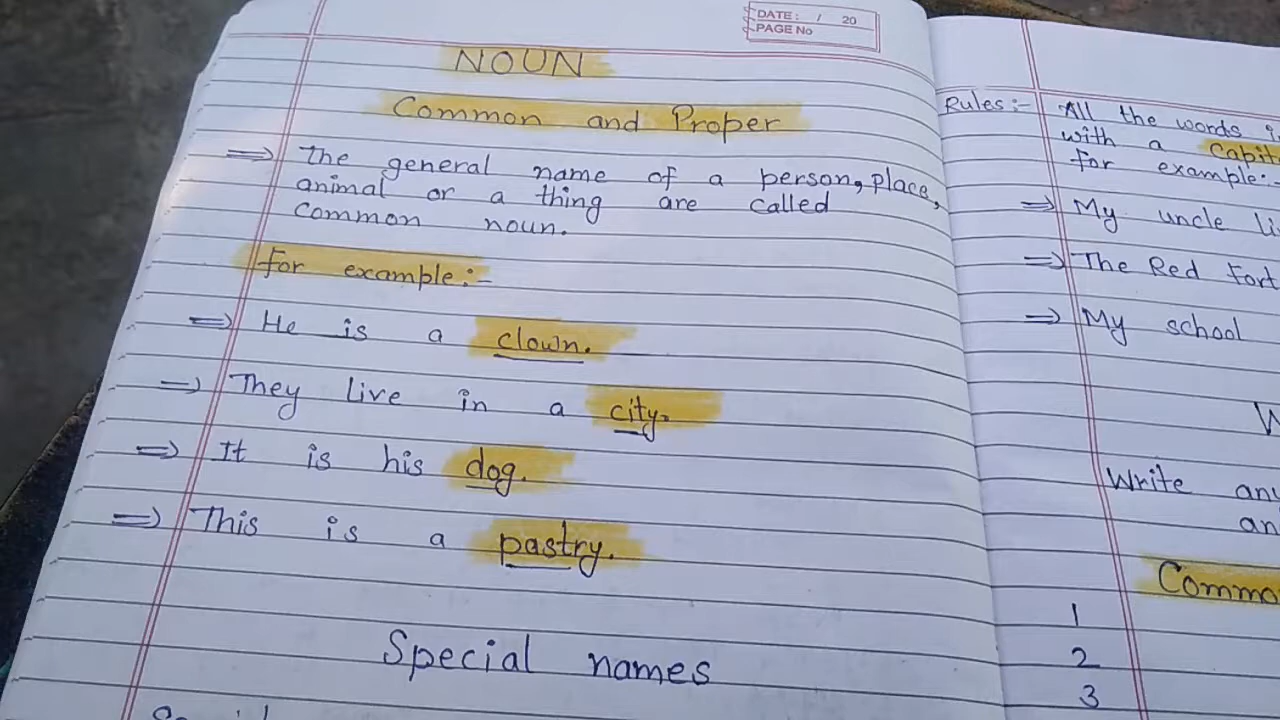 DATE: / 20
PAGE No
NOUN
Common and Proper
⇒ The general name of a person, place,
animal or a thing are called
common noun.
for example:-
⇒ He is a clown.
⇒ They live in a city.
⇒ It is his dog.
⇒ This is a pastry.
Special names
Rules:- All the words
with a
for example:-
⇒ My uncle
⇒ The Red Fort
⇒ My school
Write
1
2
3